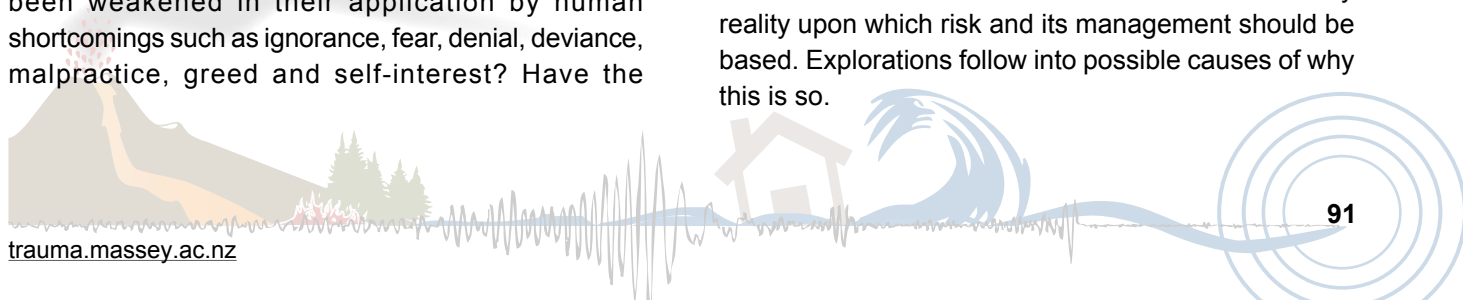 been weakened in their application by human
shortcomings such as ignorance, fear, denial, deviance,
malpractice, greed and self-interest? Have the
reality upon which risk and its management should be
based. Explorations follow into possible causes of why
this is so.
91
trauma.massey.ac.nz